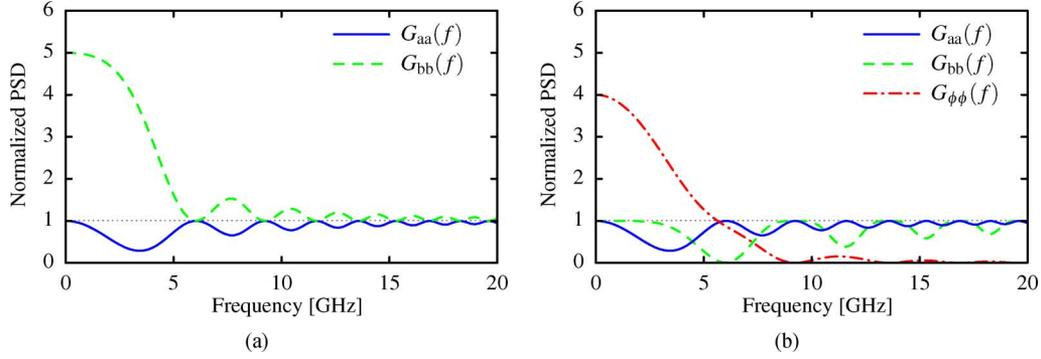 6
5
4
3
2
1
0
Normalized PSD
G_aa(f)
G_bb(f)
0 5 10 15 20
Frequency [GHz]
(a)
6
5
4
3
2
1
0
Normalized PSD
G_aa(f)
G_bb(f)
G_ϕϕ(f)
0 5 10 15 20
Frequency [GHz]
(b)